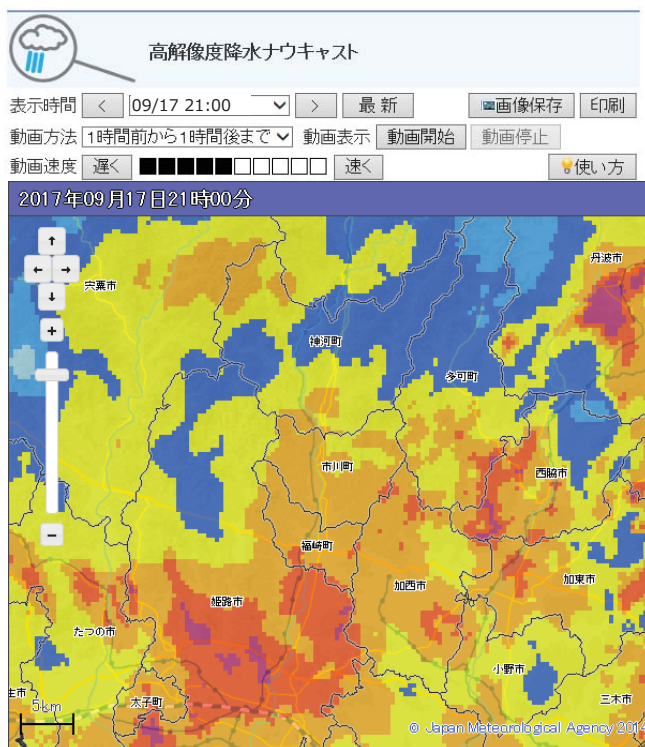 高解像度降水ナウキャスト
表示時間 < 09/17 21:00 > 最 新 画像保存 印刷
動画方法 1時間前から1時間後まで 動画表示 動画開始 動画停止
動画速度 遅く 速く 使い方
2017年09月17日21時00分
丹波市
宍粟市
神河町
多可町
市川町
西脇市
福崎町
加西市
加東市
姫路市
たつの市
小野市
生市
太子町
三木市
5km
© Japan Meteorological Agency 2014